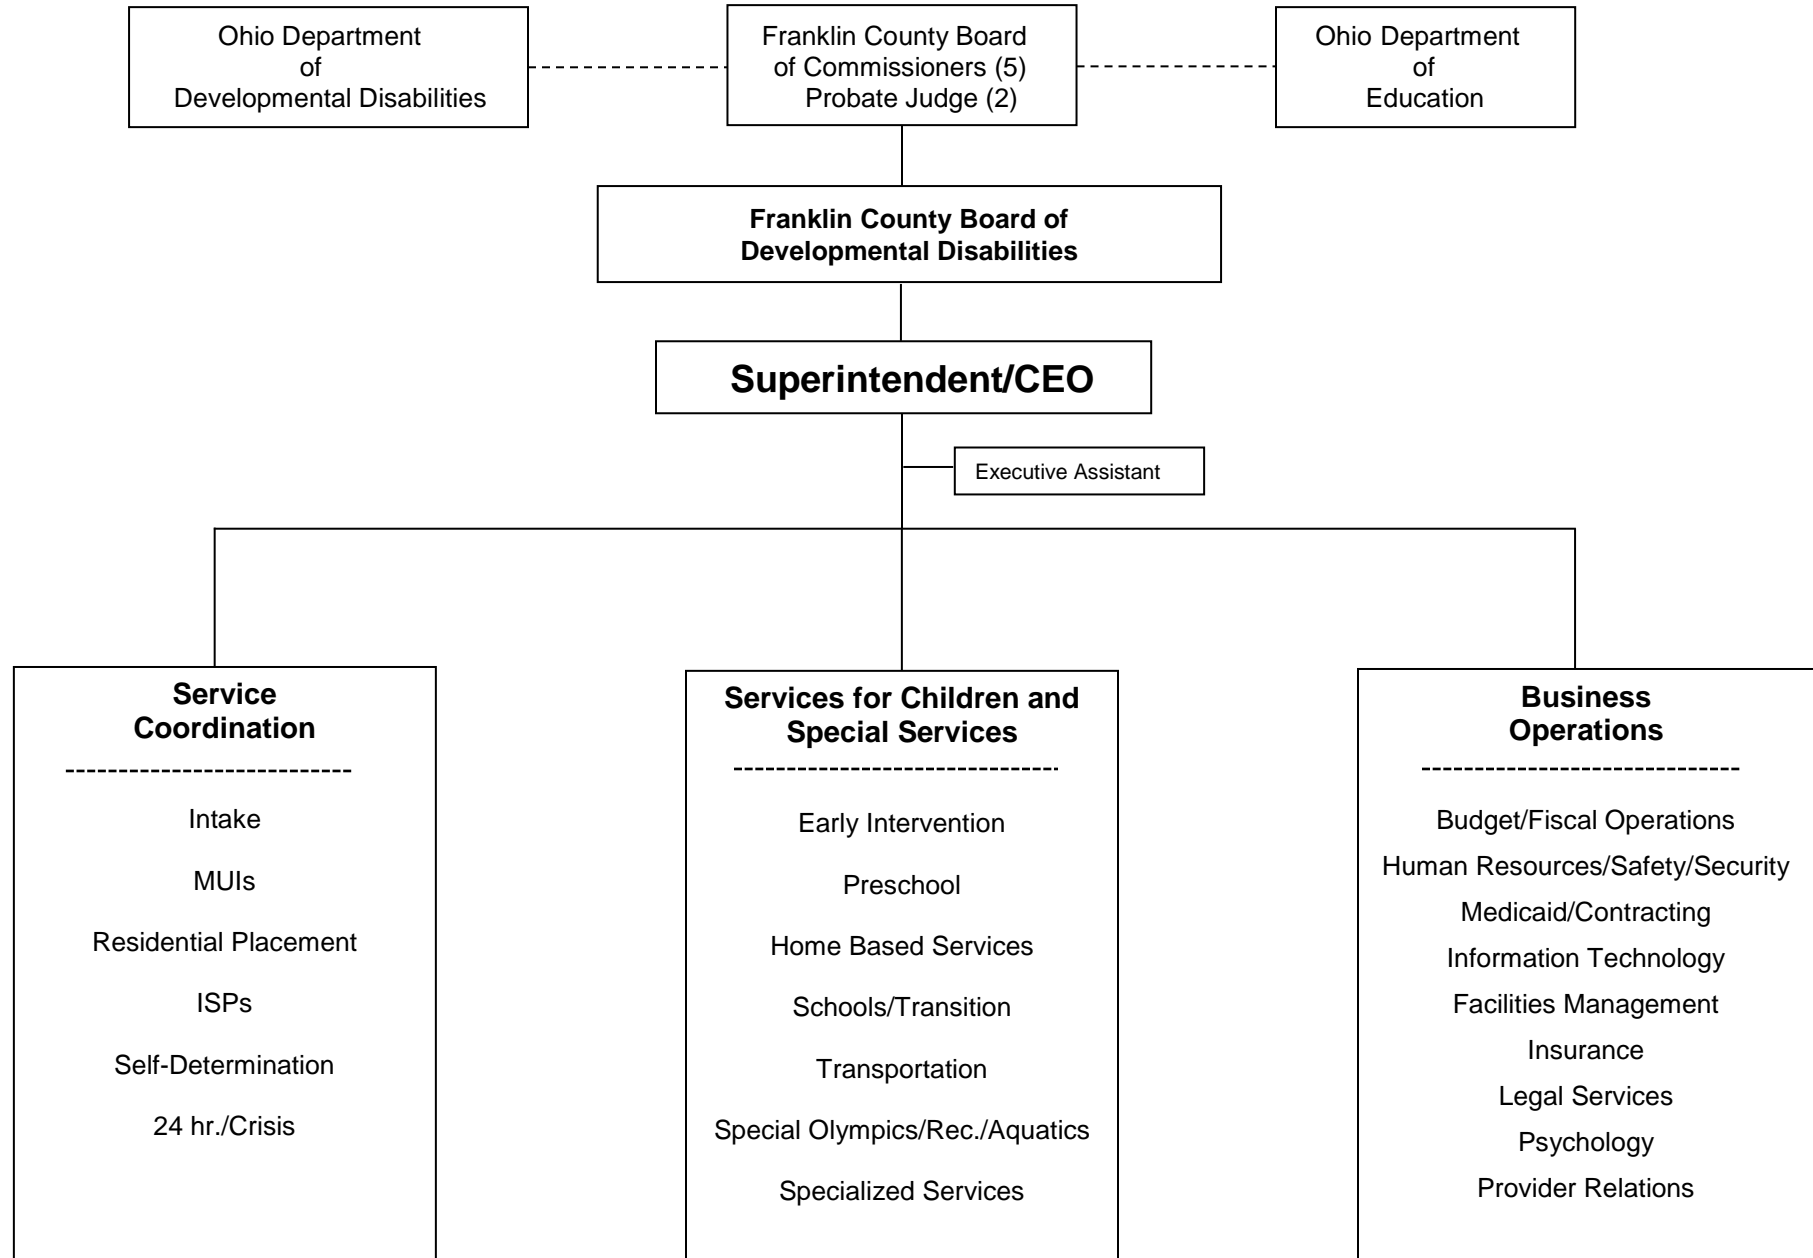 Ohio Department
of
Developmental Disabilities
Franklin County Board
of Commissioners (5)
Probate Judge (2)
Ohio Department
of
Education
Franklin County Board of
Developmental Disabilities
Superintendent/CEO
Executive Assistant
Service
Coordination
---------------------------
Intake
MUIs
Residential Placement
ISPs
Self-Determination
24 hr./Crisis
Services for Children and
Special Services
-------------------------------
Early Intervention
Preschool
Home Based Services
Schools/Transition
Transportation
Special Olympics/Rec./Aquatics
Specialized Services
Business
Operations
------------------------------
Budget/Fiscal Operations
Human Resources/Safety/Security
Medicaid/Contracting
Information Technology
Facilities Management
Insurance
Legal Services
Psychology
Provider Relations